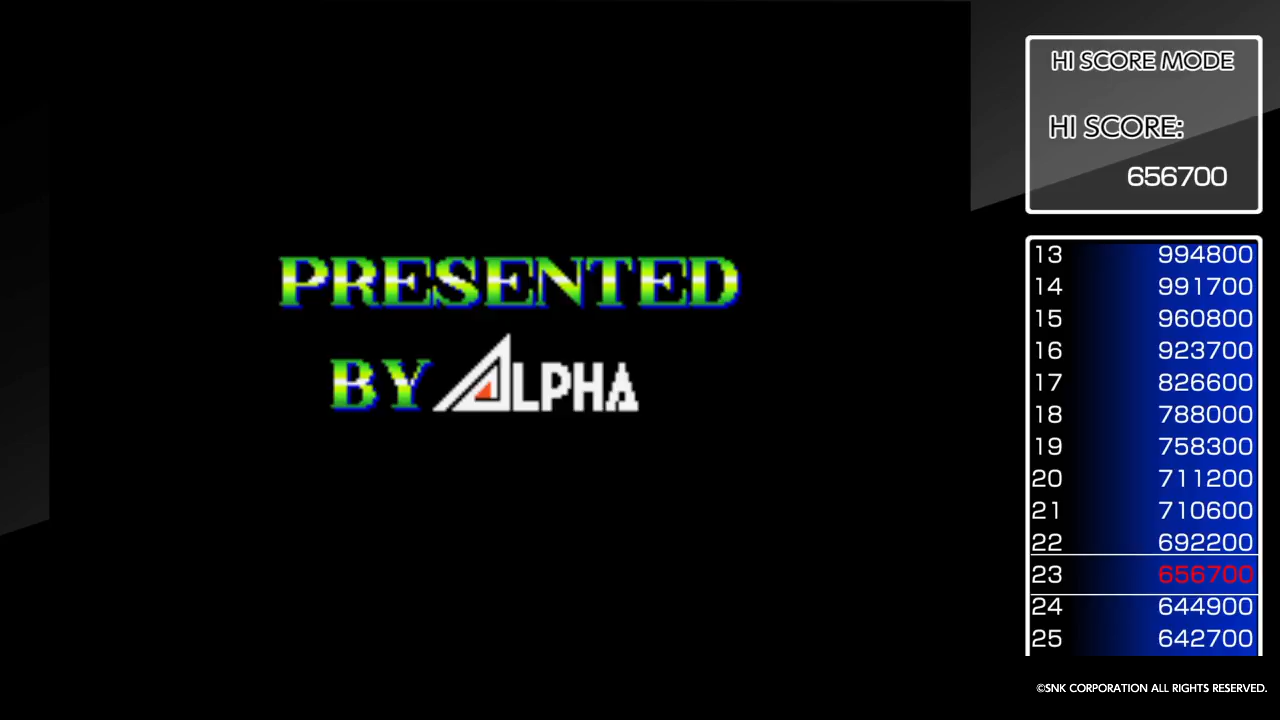 PRESENTED
BY ALPHA
HI SCORE MODE
HI SCORE:
656700
13 994800
14 991700
15 960800
16 923700
17 826600
18 788000
19 758300
20 711200
21 710600
22 692200
23 656700
24 644900
25 642700
©SNK CORPORATION ALL RIGHTS RESERVED.